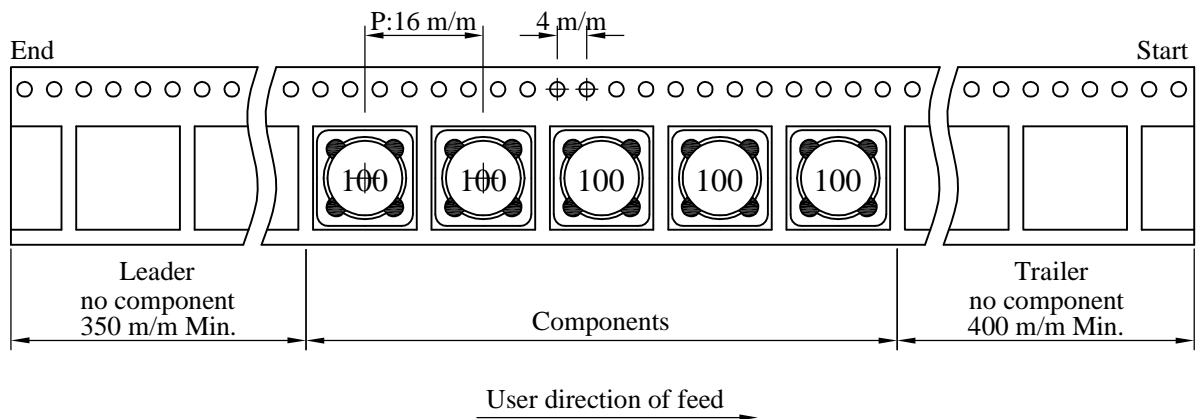 P:16 m/m
4 m/m
End
Start
100 100 100 100 100
Leader
no component
350 m/m Min.
Components
Trailer
no component
400 m/m Min.
User direction of feed